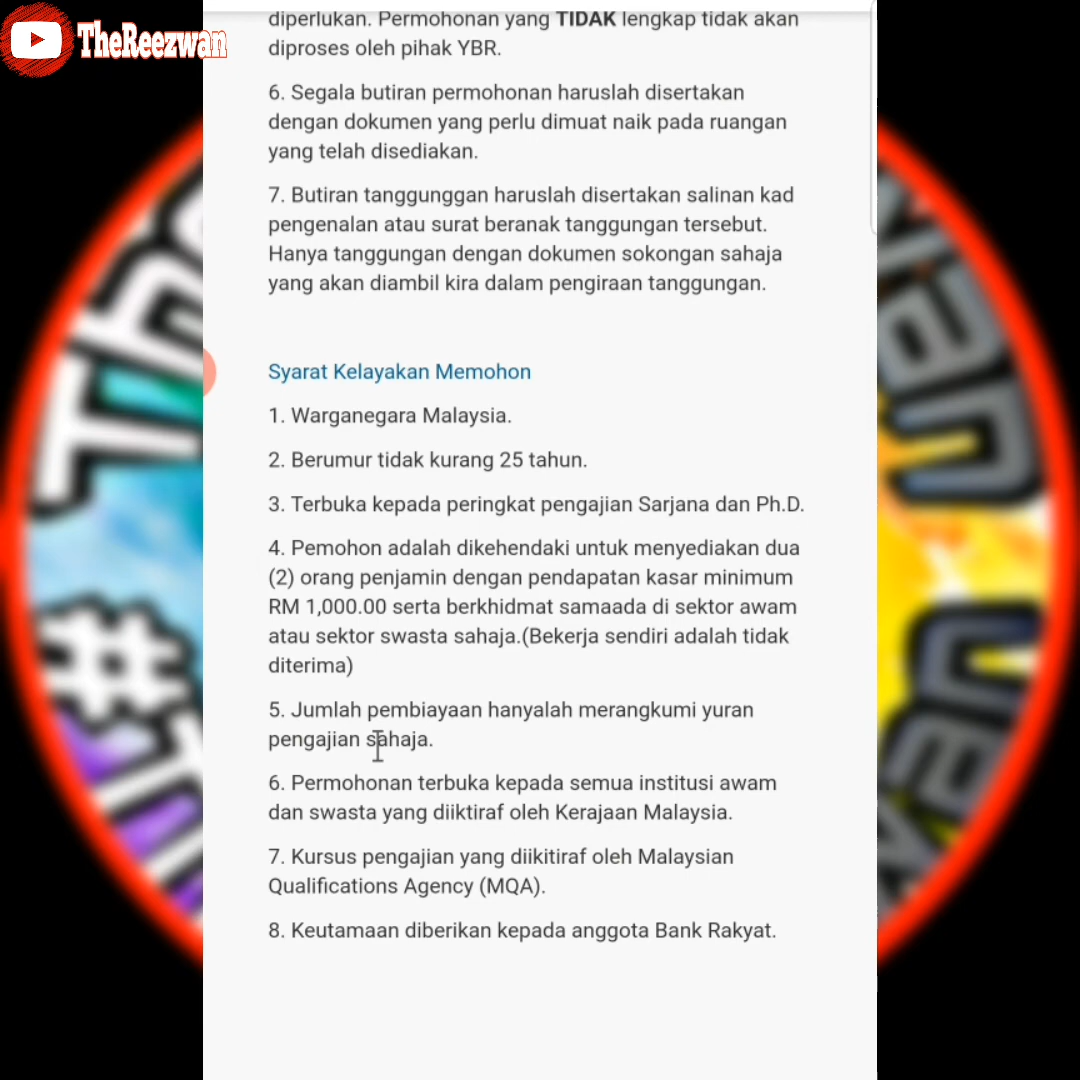 TheReezwan
diperlukan. Permohonan yang TIDAK lengkap tidak akan
diproses oleh pihak YBR.
6. Segala butiran permohonan haruslah disertakan
dengan dokumen yang perlu dimuat naik pada ruangan
yang telah disediakan.
7. Butiran tanggunggan haruslah disertakan salinan kad
pengenalan atau surat beranak tanggungan tersebut.
Hanya tanggungan dengan dokumen sokongan sahaja
yang akan diambil kira dalam pengiraan tanggungan.
Syarat Kelayakan Memohon
1. Warganegara Malaysia.
2. Berumur tidak kurang 25 tahun.
3. Terbuka kepada peringkat pengajian Sarjana dan Ph.D.
4. Pemohon adalah dikehendaki untuk menyediakan dua
(2) orang penjamin dengan pendapatan kasar minimum
RM 1,000.00 serta berkhidmat samaada di sektor awam
atau sektor swasta sahaja.(Bekerja sendiri adalah tidak
diterima)
5. Jumlah pembiayaan hanyalah merangkumi yuran
pengajian sahaja.
6. Permohonan terbuka kepada semua institusi awam
dan swasta yang diiktiraf oleh Kerajaan Malaysia.
7. Kursus pengajian yang diikitiraf oleh Malaysian
Qualifications Agency (MQA).
8. Keutamaan diberikan kepada anggota Bank Rakyat.